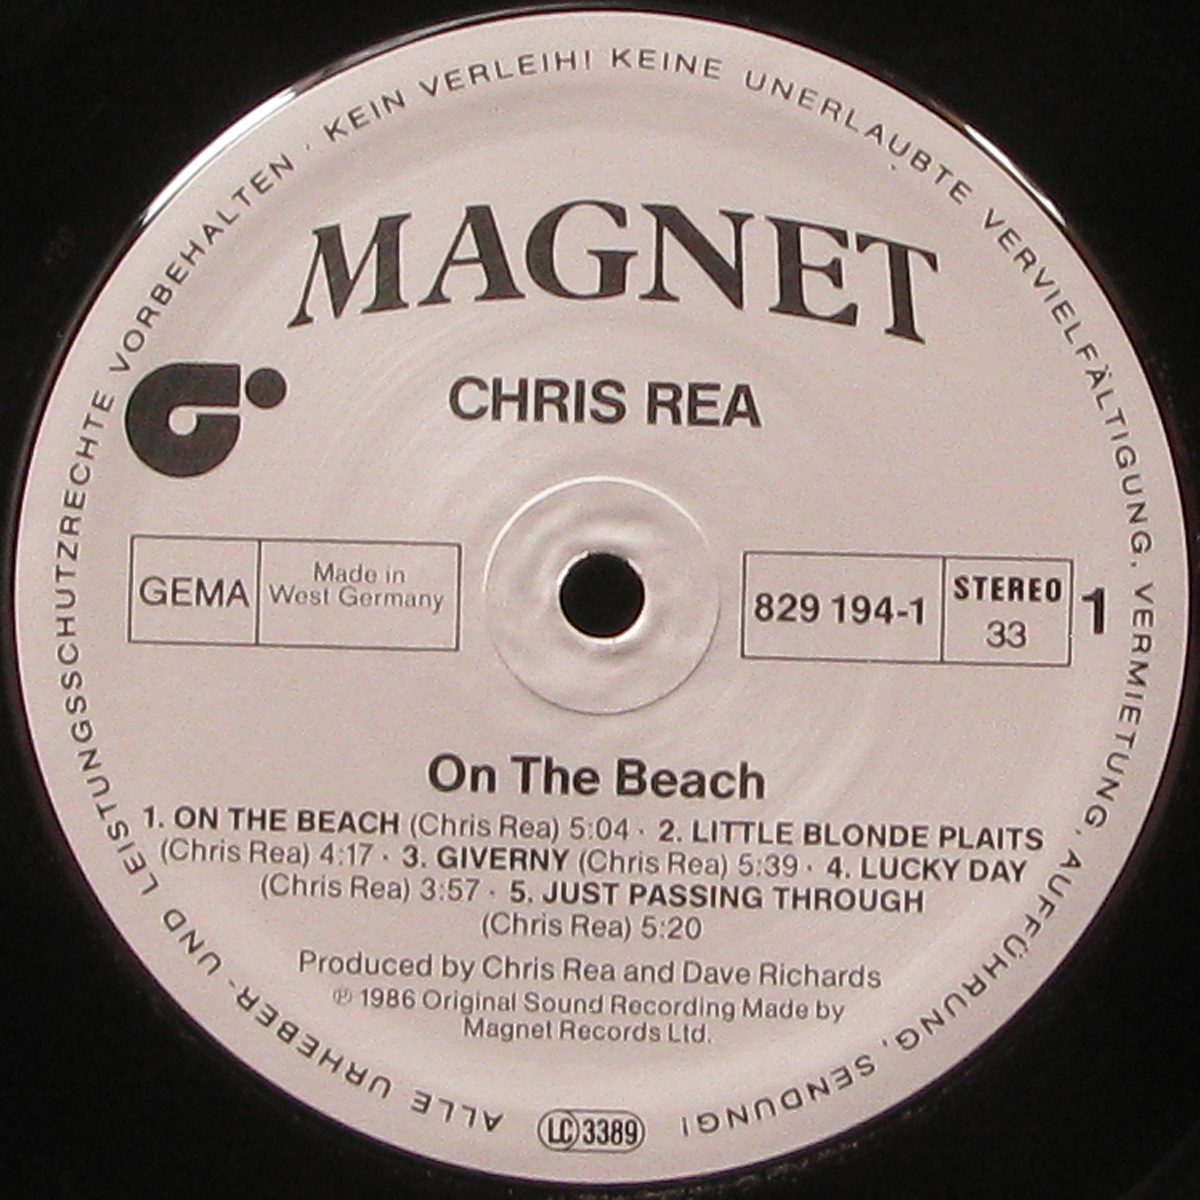 ALLE URHEBER- UND LEISTUNGSSCHUTZRECHTE VORBEHALTEN · KEIN VERLEIH! KEINE UNERLAUBTE VERVIELFÄLTIGUNG, VERMIETUNG, AUFFÜHRUNG, SENDUNG!
MAGNET
CHRIS REA
GEMA
Made in
West Germany
829 194-1
STEREO
33
1
On The Beach
1. ON THE BEACH (Chris Rea) 5:04 · 2. LITTLE BLONDE PLAITS
(Chris Rea) 4:17 · 3. GIVERNY (Chris Rea) 5:39 · 4. LUCKY DAY
(Chris Rea) 3:57 · 5. JUST PASSING THROUGH
(Chris Rea) 5:20
Produced by Chris Rea and Dave Richards
℗ 1986 Original Sound Recording Made by
Magnet Records Ltd.
LC 3389